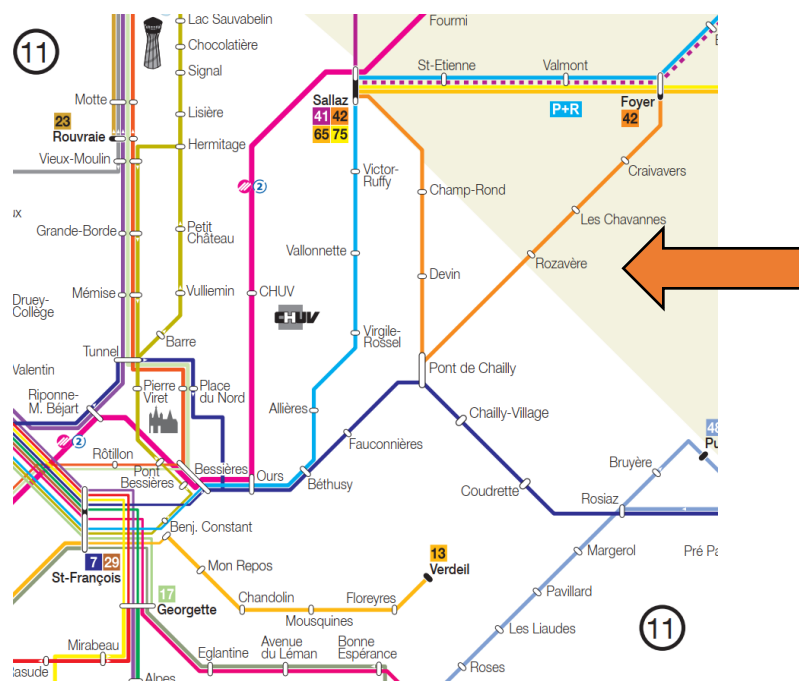 11
Lac Sauvabelin
Chocolatière
Signal
Motte
23
Rouvraie
Lisière
Hermitage
Vieux-Moulin
Fourmi
St-Etienne
Valmont
Sallaz
41 42
65 75
P+R
Foyer
42
Victor-
Ruffy
Craivavers
2
Champ-Rond
Les Chavannes
Grande-Borde
Petit
Château
Vallonnette
Rozavère
Devin
Mémise
Vulliemin
CHUV
CHUV
Druey-
Collège
Barre
Virgile-
Rossel
Tunnel
Valentin
Pont de Chailly
Riponne-
M. Béjart
Pierre
Viret
Place
du Nord
Allières
Chailly-Village
2
Fauconnières
Rôtillon
Pont
Bessières
Bessières
Ours
Béthusy
Coudrette
Bruyère
48
Pu
Rosiaz
Benj. Constant
7 29
St-François
Mon Repos
13
Verdeil
Margerol
Pré Pa
17
Georgette
Chandolin
Floreyres
Mousquines
Pavillard
11
Les Liaudes
Mirabeau
Eglantine
Avenue
du Léman
Bonne
Espérance
Roses
Alpes